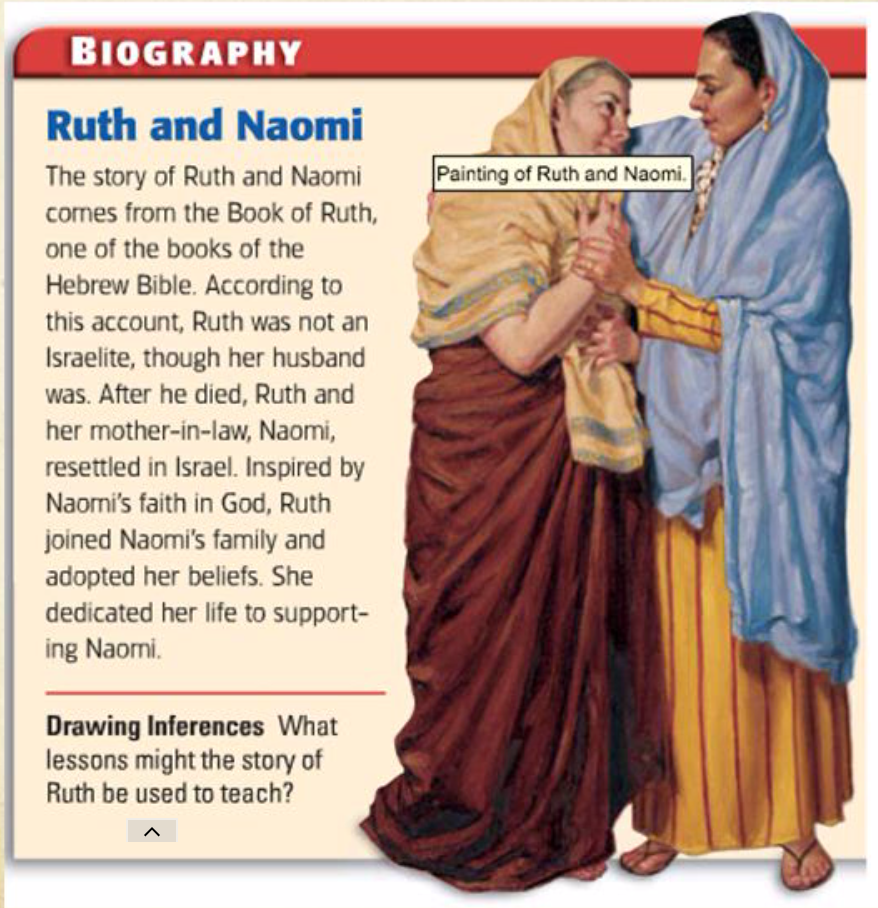 BIOGRAPHY
Ruth and Naomi
The story of Ruth and Naomi
comes from the Book of Ruth,
one of the books of the
Hebrew Bible. According to
this account, Ruth was not an
Israelite, though her husband
was. After he died, Ruth and
her mother-in-law, Naomi,
resettled in Israel. Inspired by
Naomi's faith in God, Ruth
joined Naomi's family and
adopted her beliefs. She
dedicated her life to support-
ing Naomi.
Drawing Inferences What
lessons might the story of
Ruth be used to teach?
Painting of Ruth and Naomi.